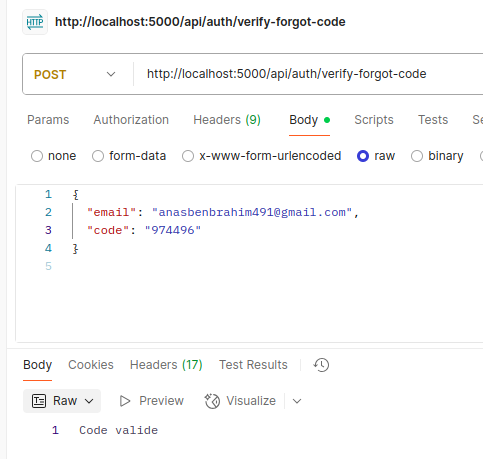 HTTP http://localhost:5000/api/auth/verify-forgot-code
POST http://localhost:5000/api/auth/verify-forgot-code
Params Authorization Headers (9) Body Scripts Tests Se
none form-data x-www-form-urlencoded raw binary
1 {
2 "email": "anasbenbrahim491@gmail.com",
3 "code": "974496"
4 }
5
Body Cookies Headers (17) Test Results
Raw Preview Visualize
1 Code valide